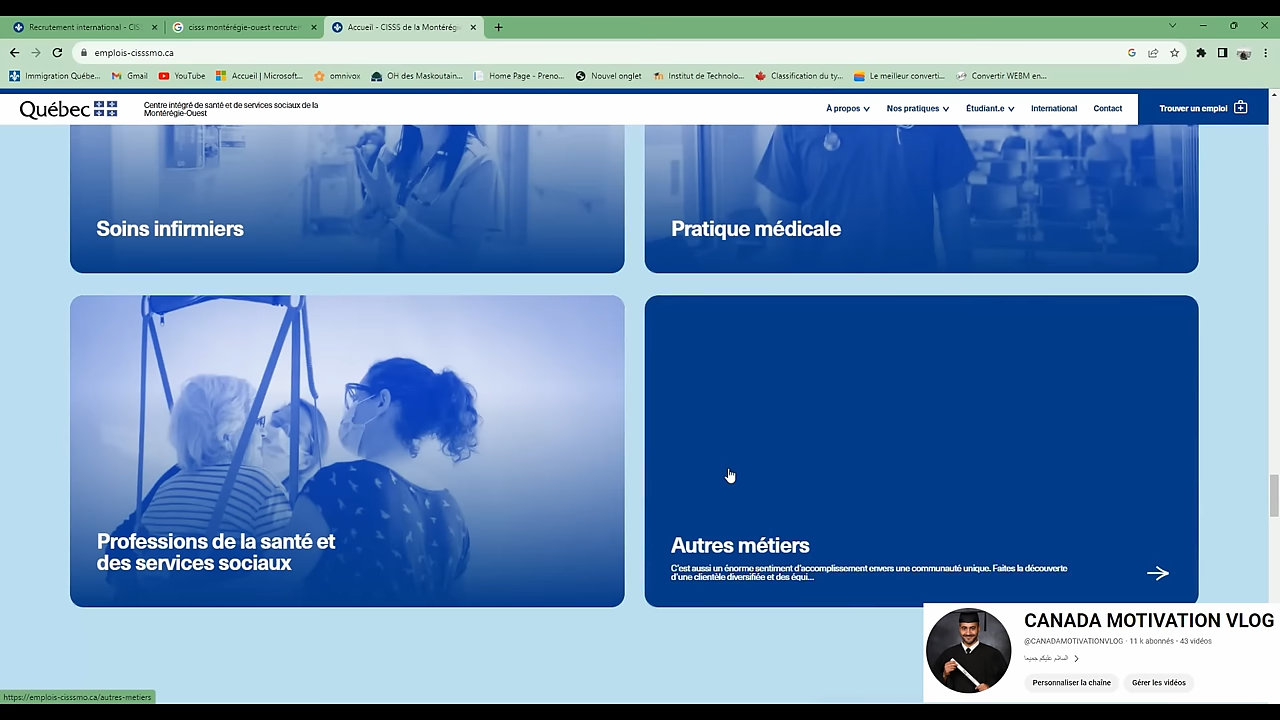 Recrutement international - CIS
cisss montérégie-ouest recruten
Accueil - CISSS de la Montérégi
emplois-cisssmo.ca
Immigration Québe...
Gmail
YouTube
Accueil | Microsoft...
omnivox
OH des Maskoutain...
Home Page - Preno...
Nouvel onglet
Institut de Technolo...
Classification du ty...
Le meilleur converti...
Convertir WEBM en...
Québec
Centre intégré de santé et de services sociaux de la
Montérégie-Ouest
À propos
Nos pratiques
Étudiant.e
International
Contact
Trouver un emploi
Soins infirmiers
Pratique médicale
Professions de la santé et
des services sociaux
Autres métiers
C'est aussi un énorme sentiment d'accomplissement envers une communauté unique. Faites la découverte
d'une clientèle diversifiée et des équi...
CANADA MOTIVATION VLOG
@CANADAMOTIVATIONVLOG · 11 k abonnés · 43 vidéos
السلام عليكم جميعا
Personnaliser la chaîne
Gérer les vidéos
https://emplois-cisssmo.ca/autres-metiers